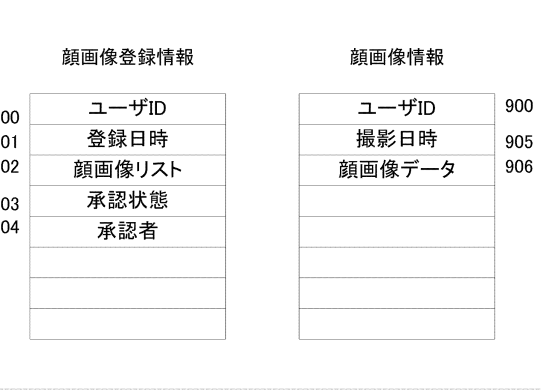 顔画像登録情報
ユーザID
00
登録日時
01
顔画像リスト
02
承認状態
03
承認者
04
顔画像情報
ユーザID
900
撮影日時
905
顔画像データ
906